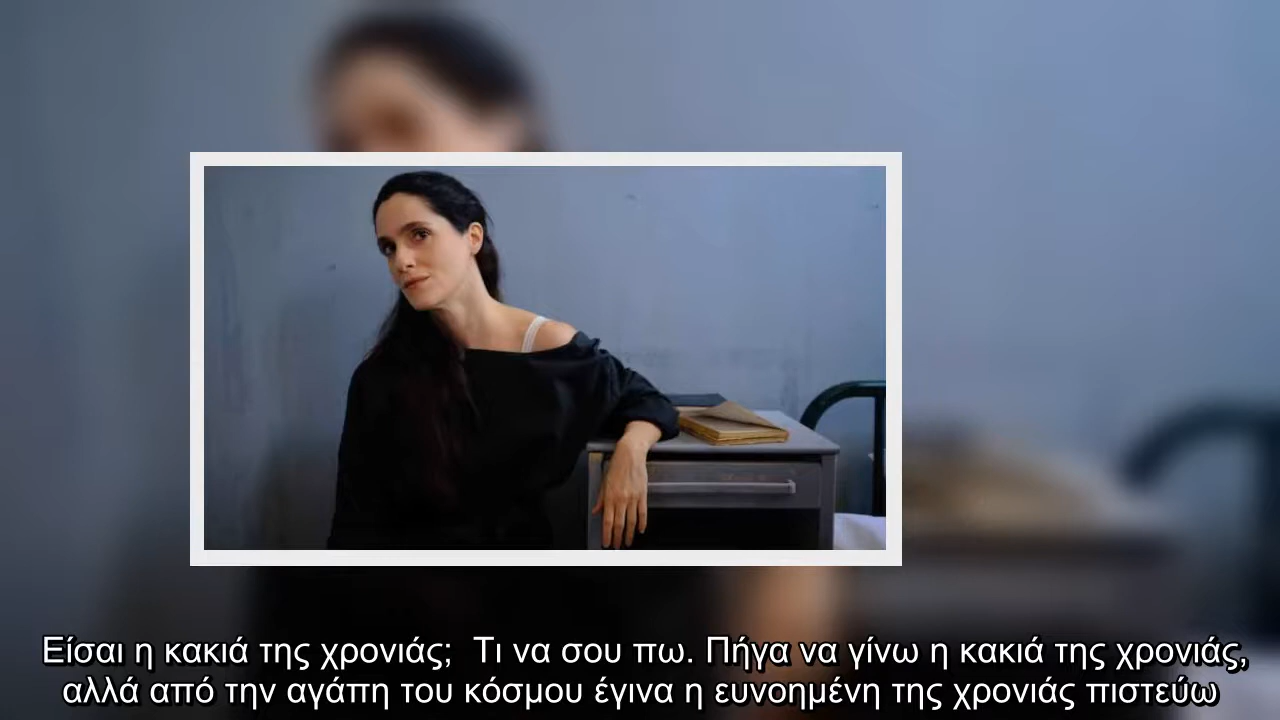 Είσαι η κακιά της χρονιάς;  Τι να σου πω. Πήγα να γίνω η κακιά της χρονιάς,
αλλά από την αγάπη του κόσμου έγινα η ευνοημένη της χρονιάς πιστεύω